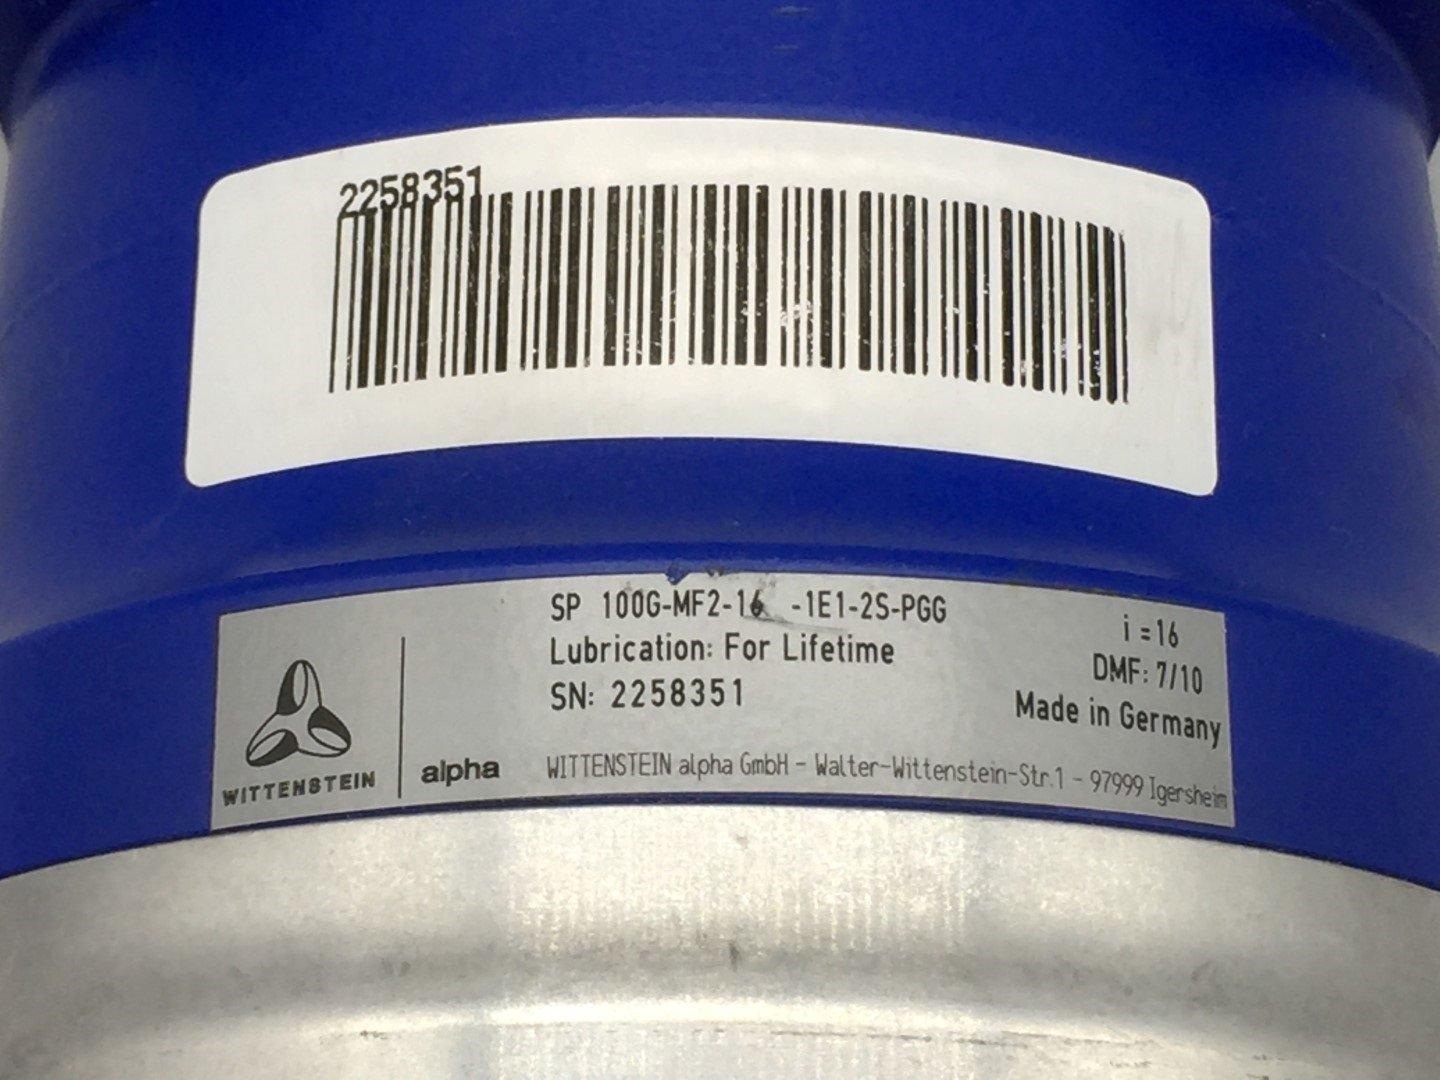 2258351
SP 100G-MF2-16 -1E1-2S-PGG
Lubrication: For Lifetime
SN: 2258351
i =16
DMF: 7/10
Made in Germany
WITTENSTEIN
alpha
WITTENSTEIN alpha GmbH - Walter-Wittenstein-Str.1 - 97999 Igersheim